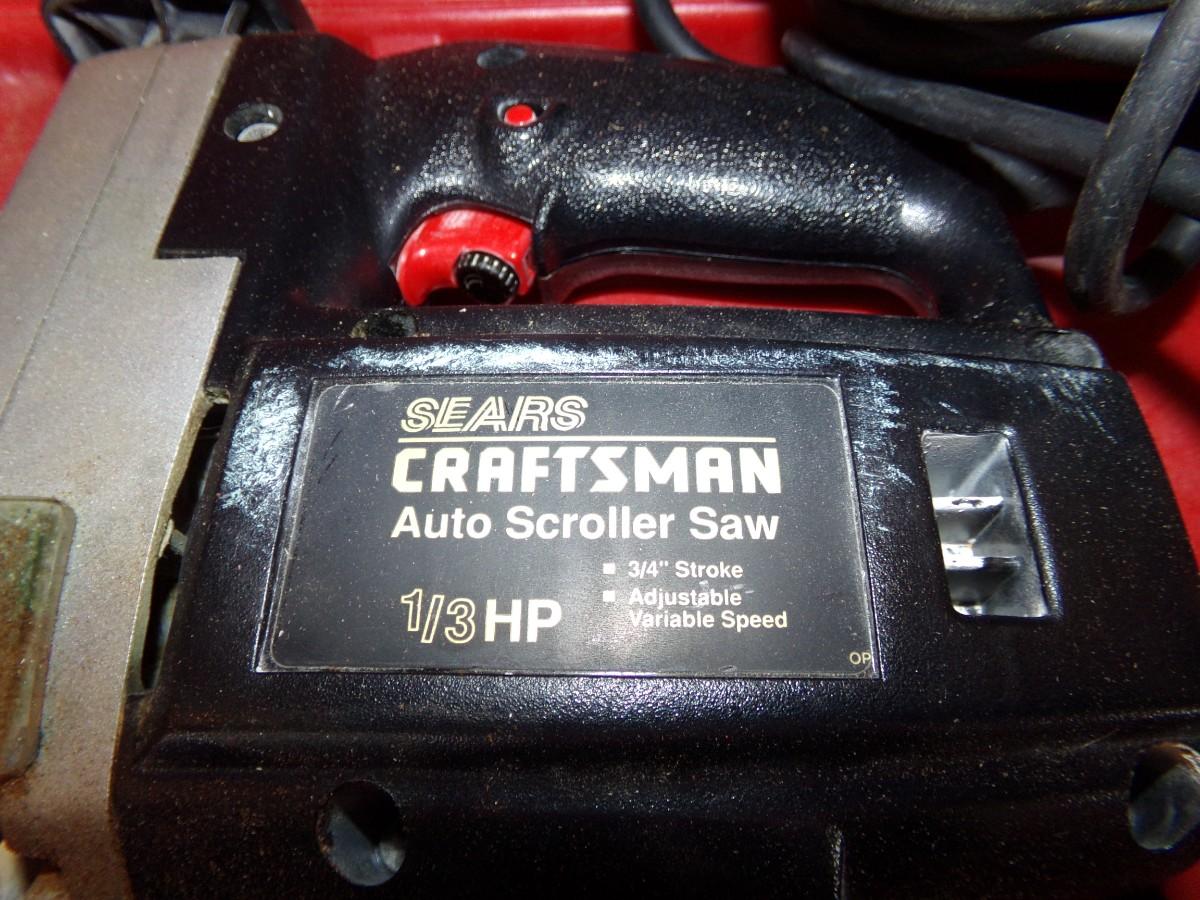 SEARS
CRAFTSMAN
Auto Scroller Saw
▪ 3/4" Stroke
▪ Adjustable
Variable Speed
1/3 HP
OP